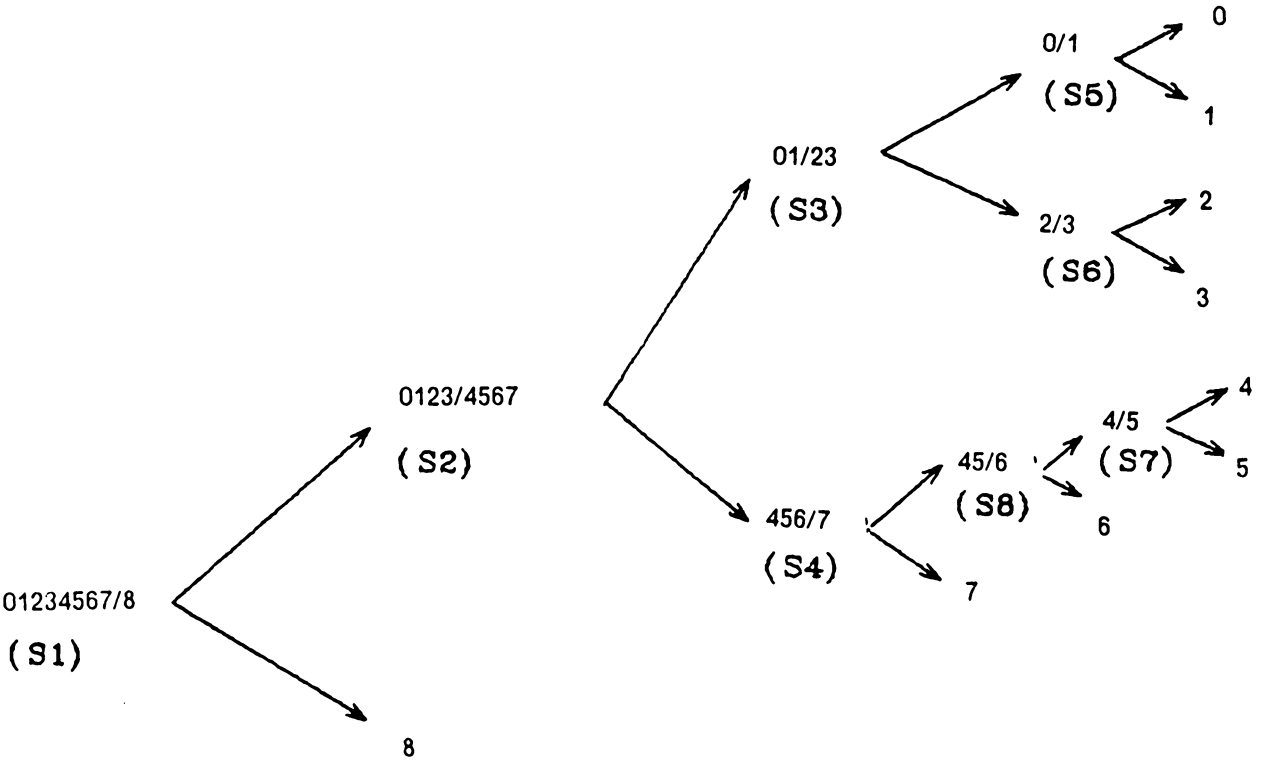 0
0/1
(S5)
1
01/23
(S3)
2
2/3
(S6)
3
0123/4567
(S2)
4
4/5
(S7)
5
45/6
(S8)
6
456/7
(S4)
7
01234567/8
(S1)
8